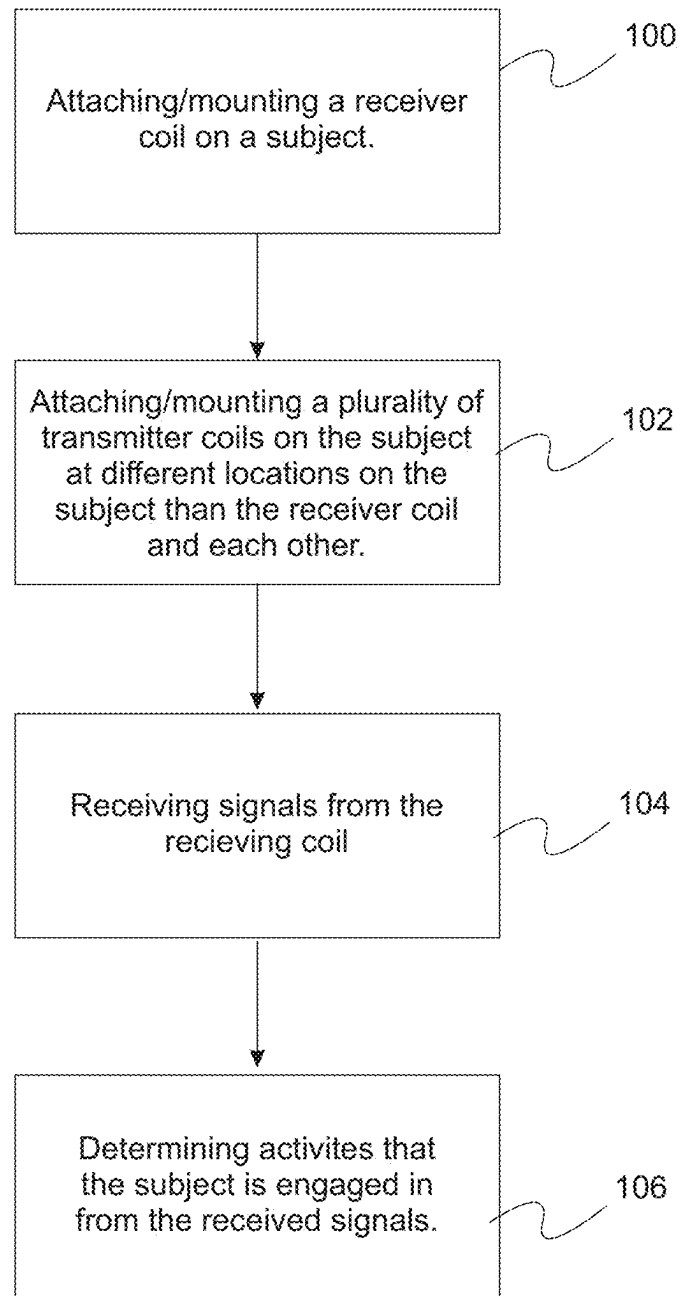 100
Attaching/mounting a receiver
coil on a subject.
Attaching/mounting a plurality of
transmitter coils on the subject
at different locations on the
subject than the receiver coil
and each other.
102
Receiving signals from the
recieving coil
104
Determining activites that
the subject is engaged in
from the received signals.
106